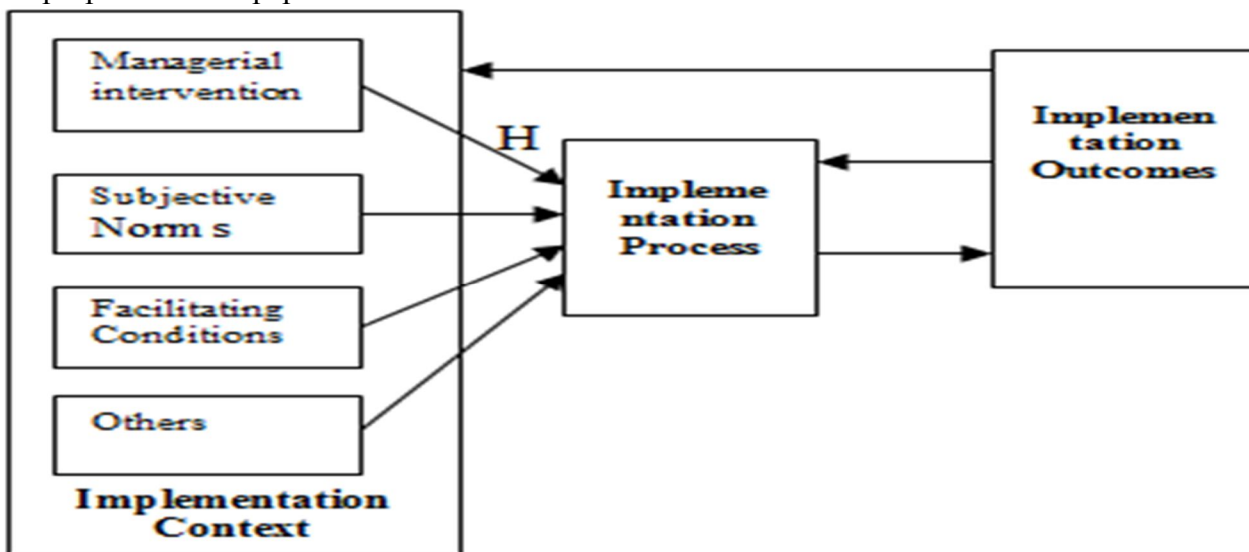 Managerial
intervention
Subjective
Norm s
Facilitating
Conditions
Others
Implementation
Context
H
Impleme
ntation
Process
Implemen
tation
Outcomes